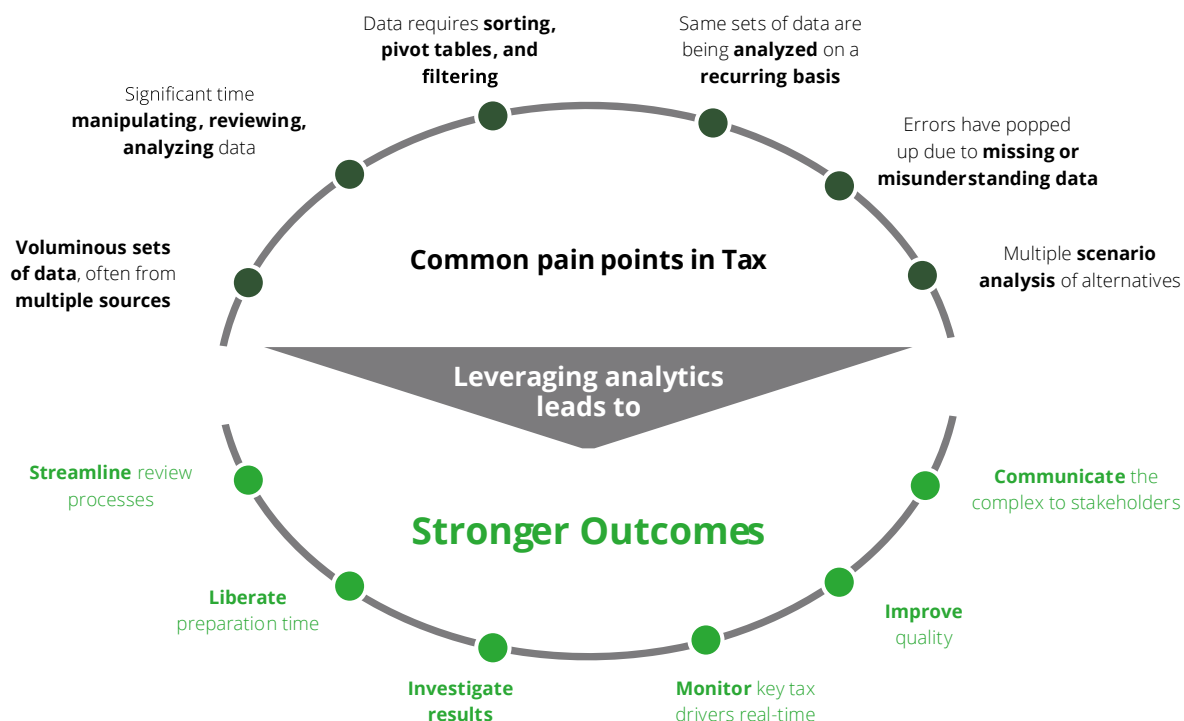 Data requires sorting,
pivot tables, and
filtering
Same sets of data are
being analyzed on a
recurring basis
Significant time
manipulating, reviewing,
analyzing data
Errors have popped
up due to missing or
misunderstanding data
Voluminous sets
of data, often from
multiple sources
Common pain points in Tax
Multiple scenario
analysis of alternatives
Leveraging analytics
leads to
Streamline review
processes
Communicate the
complex to stakeholders
Stronger Outcomes
Liberate
preparation time
Improve
quality
Investigate
results
Monitor key tax
drivers real-time